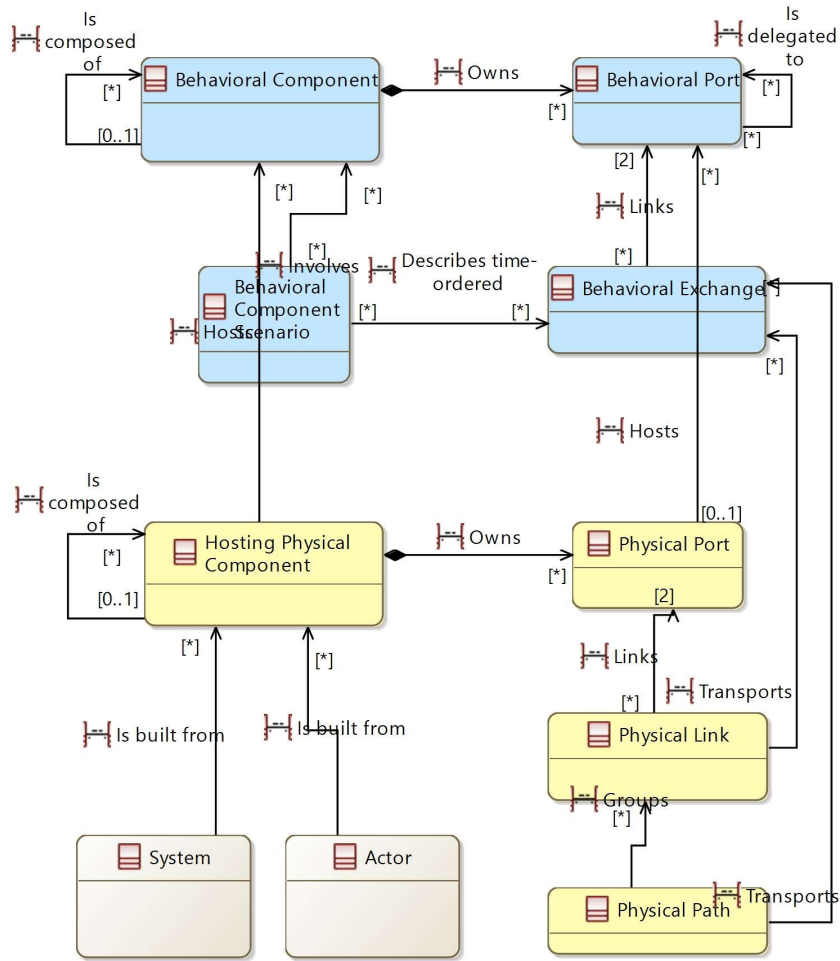 Is
composed
of
[*]
[0..1]
Behavioral Component
Owns
[*]
Behavioral Port
Is
delegated
to
[*]
[*]
[*]
[*]
[2]
[*]
Links
[*]
Involves
Describes time-
ordered
[*]
Behavioral
Component
Scenario
Hosts
[*]
[*]
Behavioral Exchange
[*]
[*]
Hosts
Is
composed
of
[*]
[0..1]
Hosting Physical
Component
Owns
[*]
[0..1]
Physical Port
[2]
[*]
[*]
Links
Transports
[*]
Is built from
Is built from
Physical Link
Groups
[*]
System
Actor
Physical Path
Transports